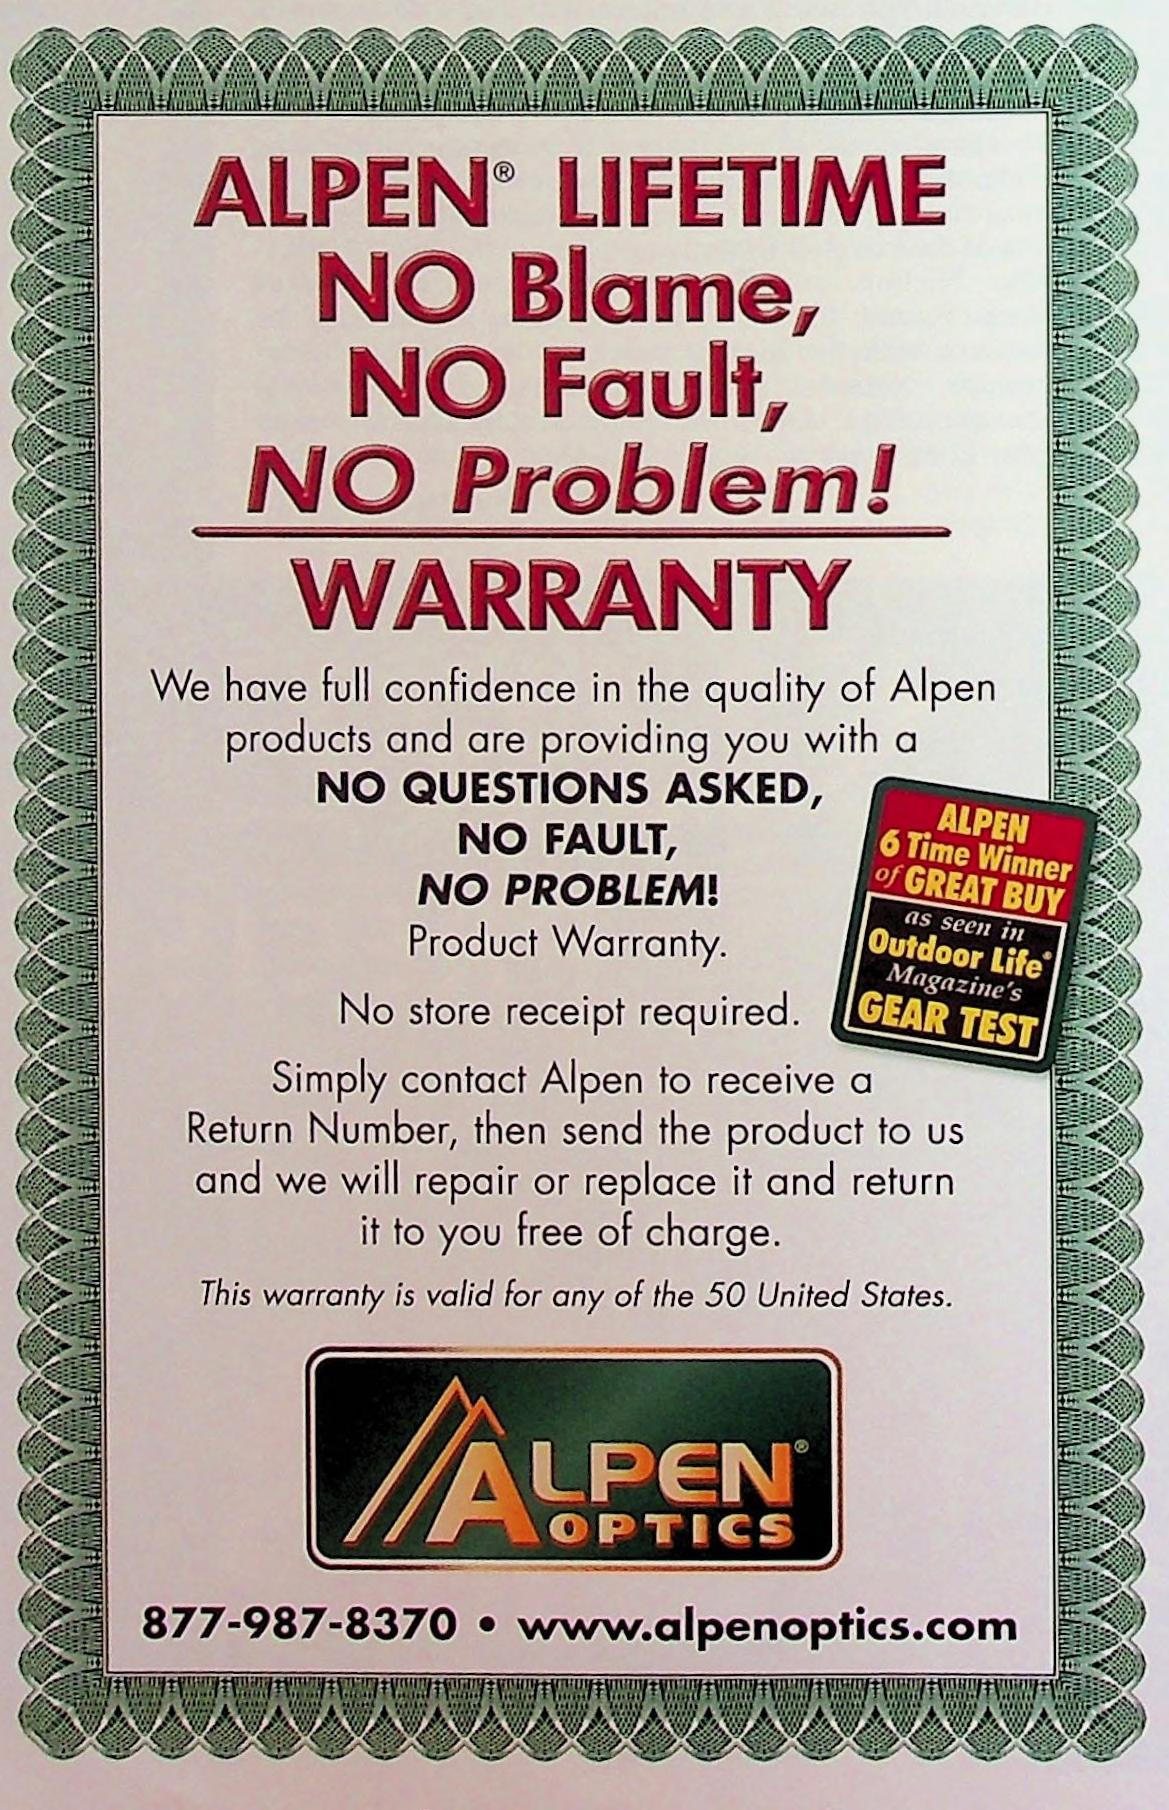 ALPEN® LIFETIME
NO Blame,
NO Fault,
NO Problem!
WARRANTY
We have full confidence in the quality of Alpen
products and are providing you with a
NO QUESTIONS ASKED,
NO FAULT,
NO PROBLEM!
Product Warranty.
ALPEN
6 Time Winner
of GREAT BUY
as seen in
Outdoor Life®
Magazine's
GEAR TEST
No store receipt required.
Simply contact Alpen to receive a
Return Number, then send the product to us
and we will repair or replace it and return
it to you free of charge.
This warranty is valid for any of the 50 United States.
ALPEN®
OPTICS
877-987-8370 • www.alpenoptics.com